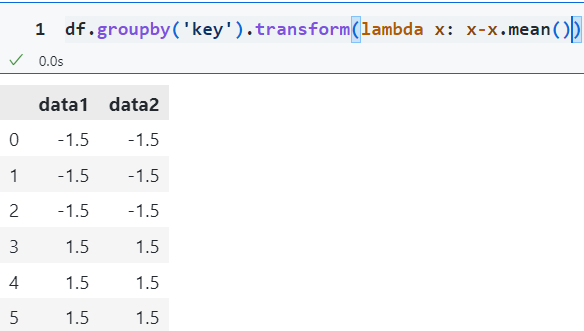 1 df.groupby('key').transform(lambda x: x-x.mean())
0.0s
data1 data2
0 -1.5 -1.5
1 -1.5 -1.5
2 -1.5 -1.5
3 1.5 1.5
4 1.5 1.5
5 1.5 1.5